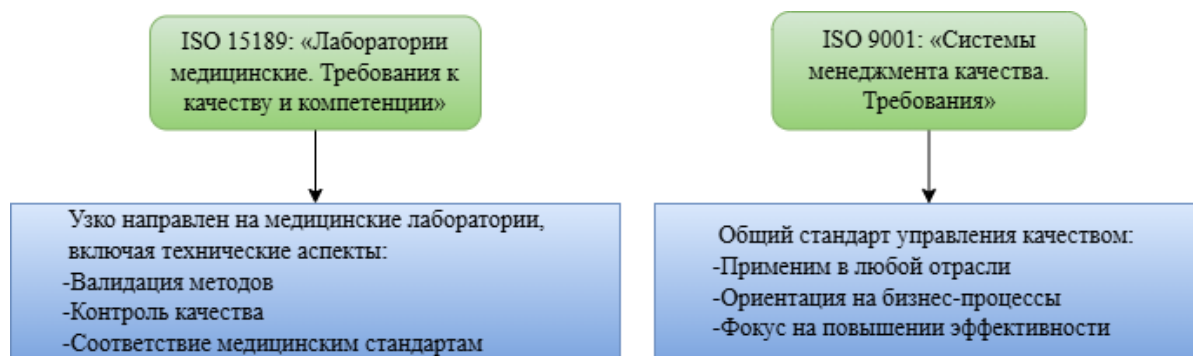 ISO 15189: «Лаборатории
медицинские. Требования к
качеству и компетенции»
Узко направлен на медицинские лаборатории,
включая технические аспекты:
-Валидация методов
-Контроль качества
-Соответствие медицинским стандартам
ISO 9001: «Системы
менеджмента качества.
Требования»
Общий стандарт управления качеством:
-Применим в любой отрасли
-Ориентация на бизнес-процессы
-Фокус на повышении эффективности